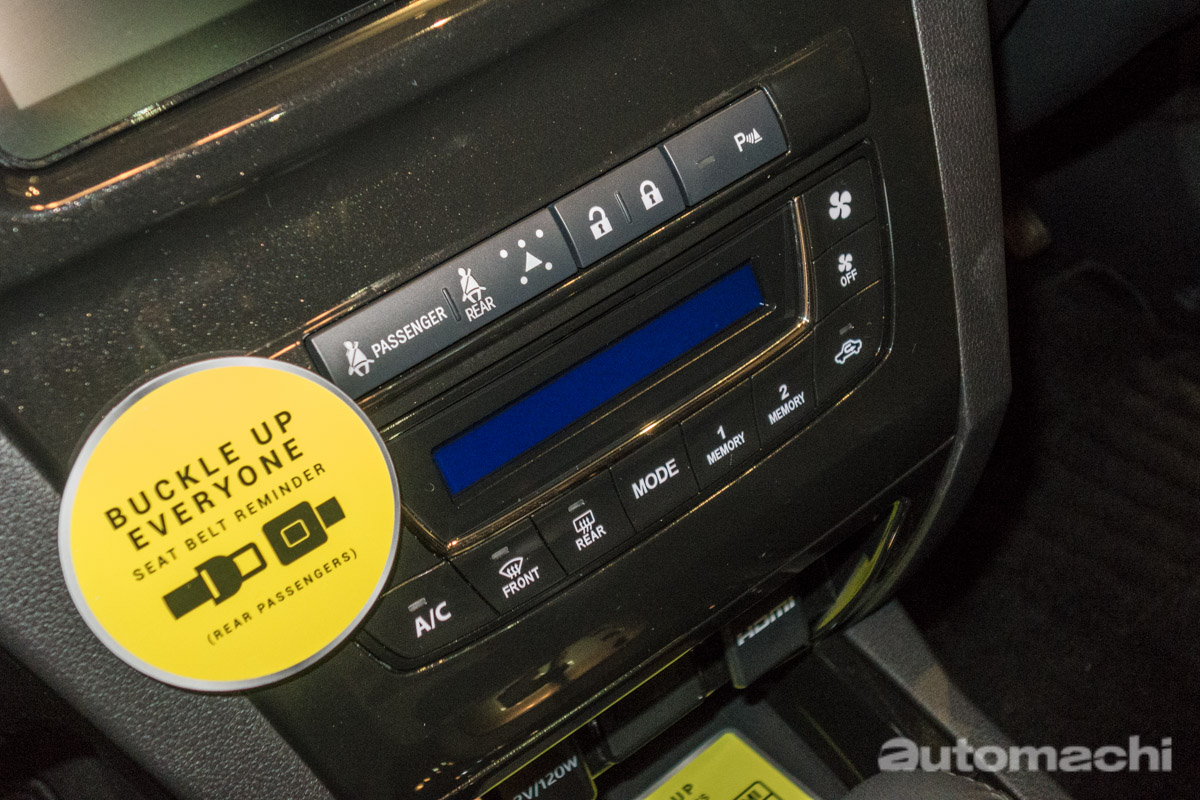 P
PASSENGER
REAR
OFF
BUCKLE UP
EVERYONE
SEAT BELT REMINDER
(REAR PASSENGERS)
A/C
FRONT
REAR
MODE
1
MEMORY
2
MEMORY
HDMI
V/120W
UP
automachi